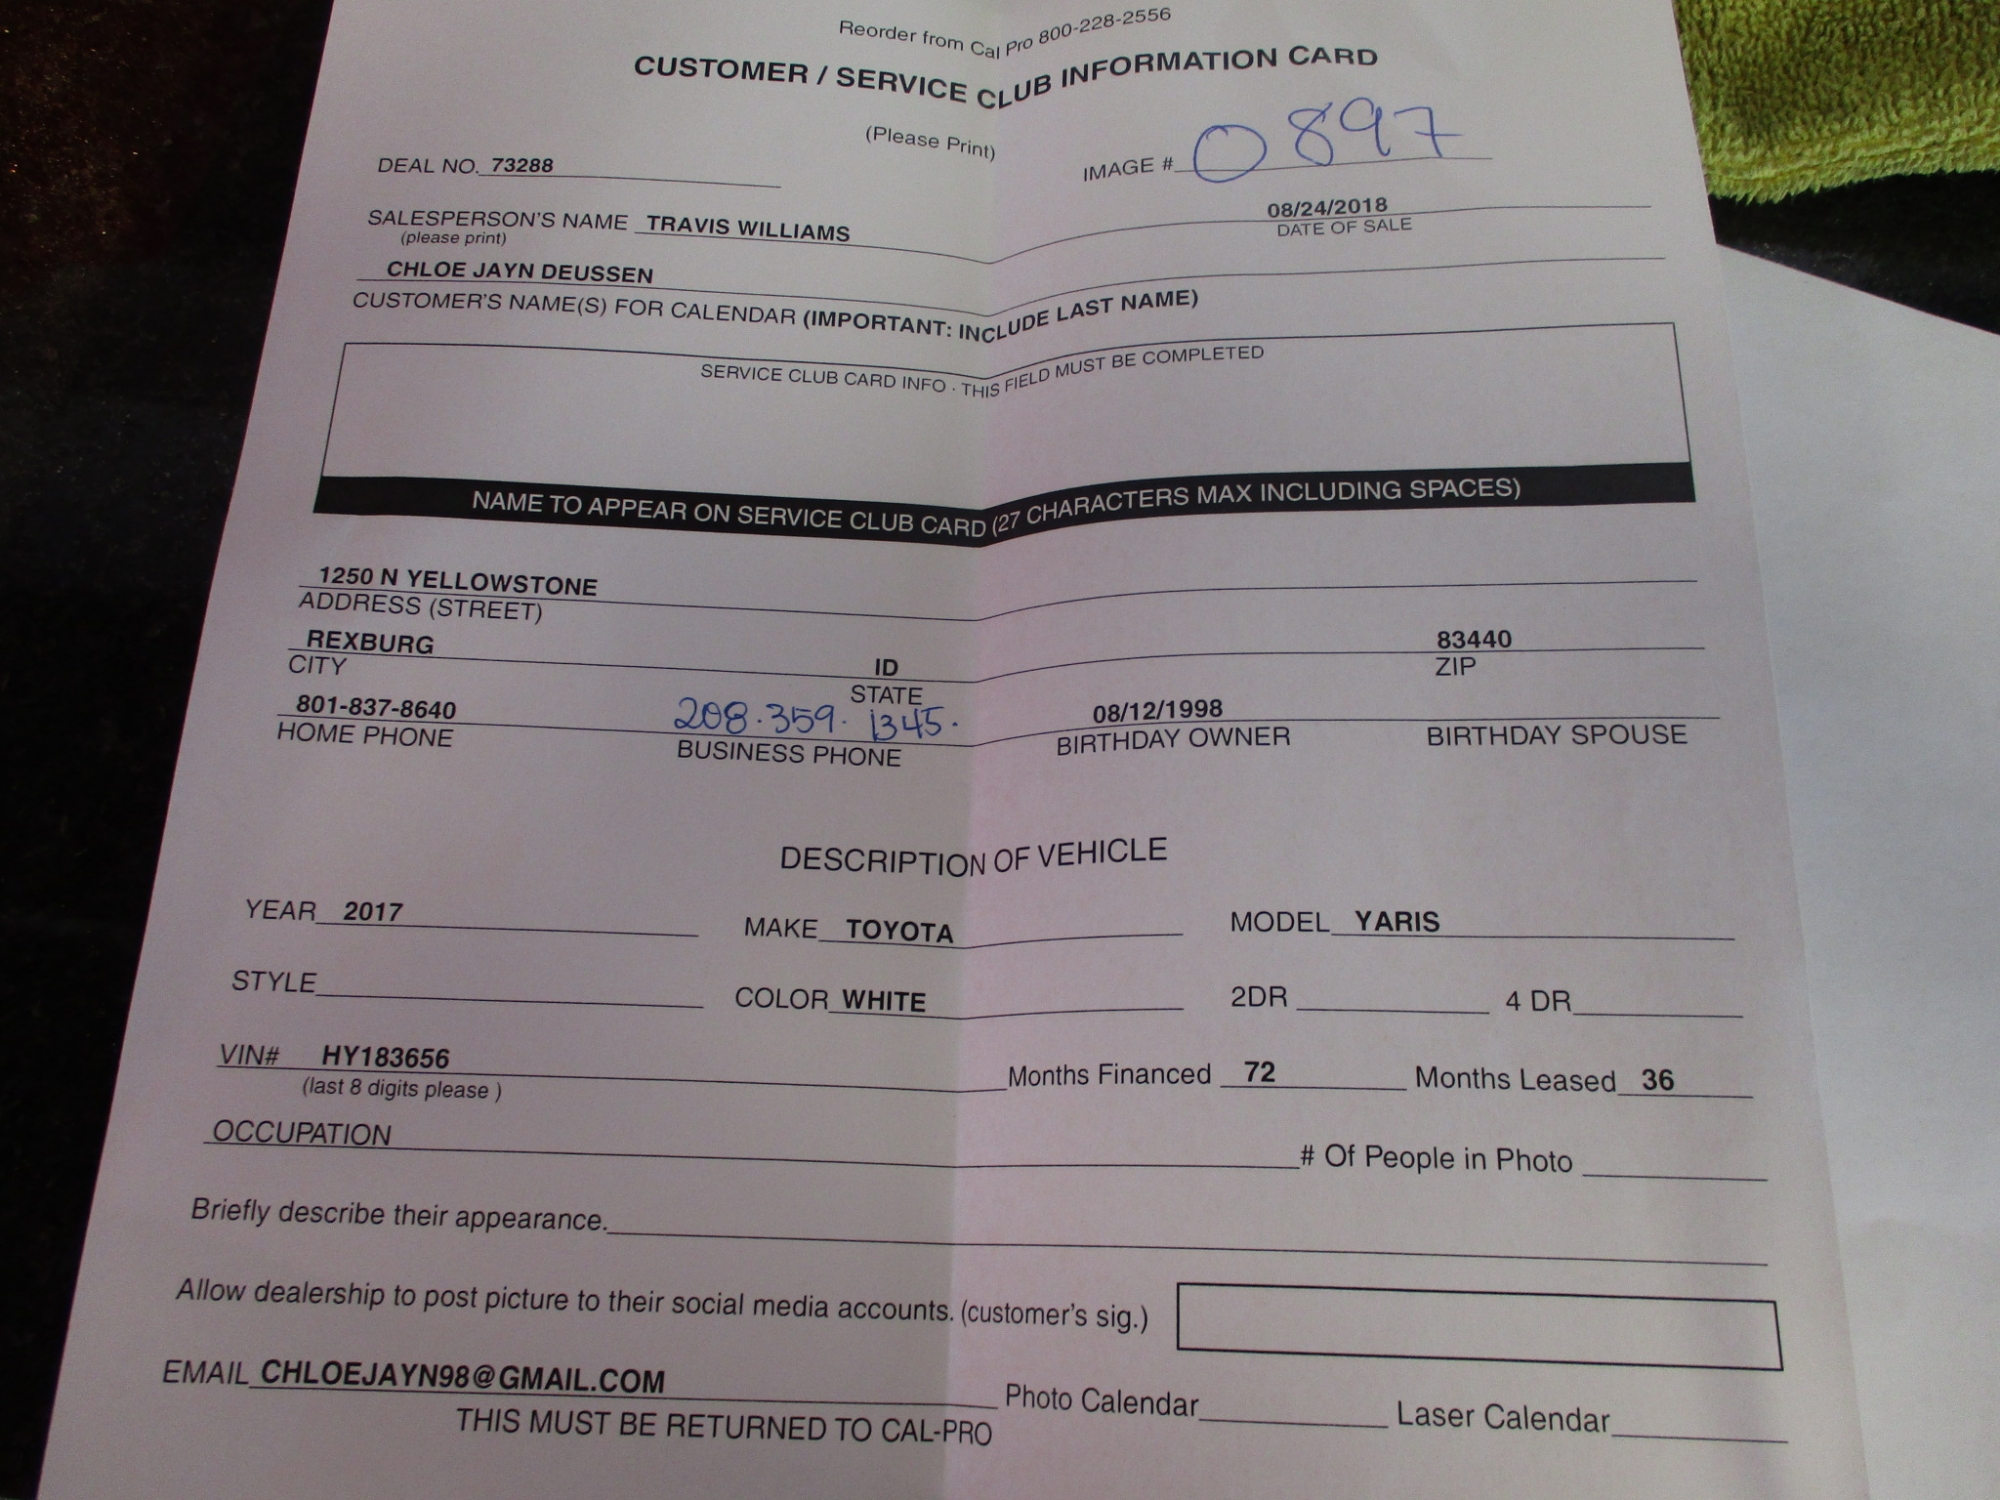 Reorder from Cal Pro 800-228-2556
CUSTOMER / SERVICE CLUB INFORMATION CARD
(Please Print)
IMAGE # 0897
DEAL NO. 73288
SALESPERSON'S NAME TRAVIS WILLIAMS
(please print)
08/24/2018
DATE OF SALE
CHLOE JAYN DEUSSEN
CUSTOMER'S NAME(S) FOR CALENDAR (IMPORTANT: INCLUDE LAST NAME)
SERVICE CLUB CARD INFO - THIS FIELD MUST BE COMPLETED
NAME TO APPEAR ON SERVICE CLUB CARD (27 CHARACTERS MAX INCLUDING SPACES)
1250 N YELLOWSTONE
ADDRESS (STREET)
REXBURG ID 83440
CITY STATE ZIP
801-837-8640 208.359.1345. 08/12/1998
HOME PHONE BUSINESS PHONE BIRTHDAY OWNER BIRTHDAY SPOUSE
DESCRIPTION OF VEHICLE
YEAR 2017 MAKE TOYOTA MODEL YARIS
STYLE COLOR WHITE 2DR 4 DR
VIN# HY183656 Months Financed 72 Months Leased 36
(last 8 digits please )
OCCUPATION # Of People in Photo
Briefly describe their appearance.
Allow dealership to post picture to their social media accounts. (customer's sig.)
EMAIL CHLOEJAYN98@GMAIL.COM Photo Calendar Laser Calendar
THIS MUST BE RETURNED TO CAL-PRO